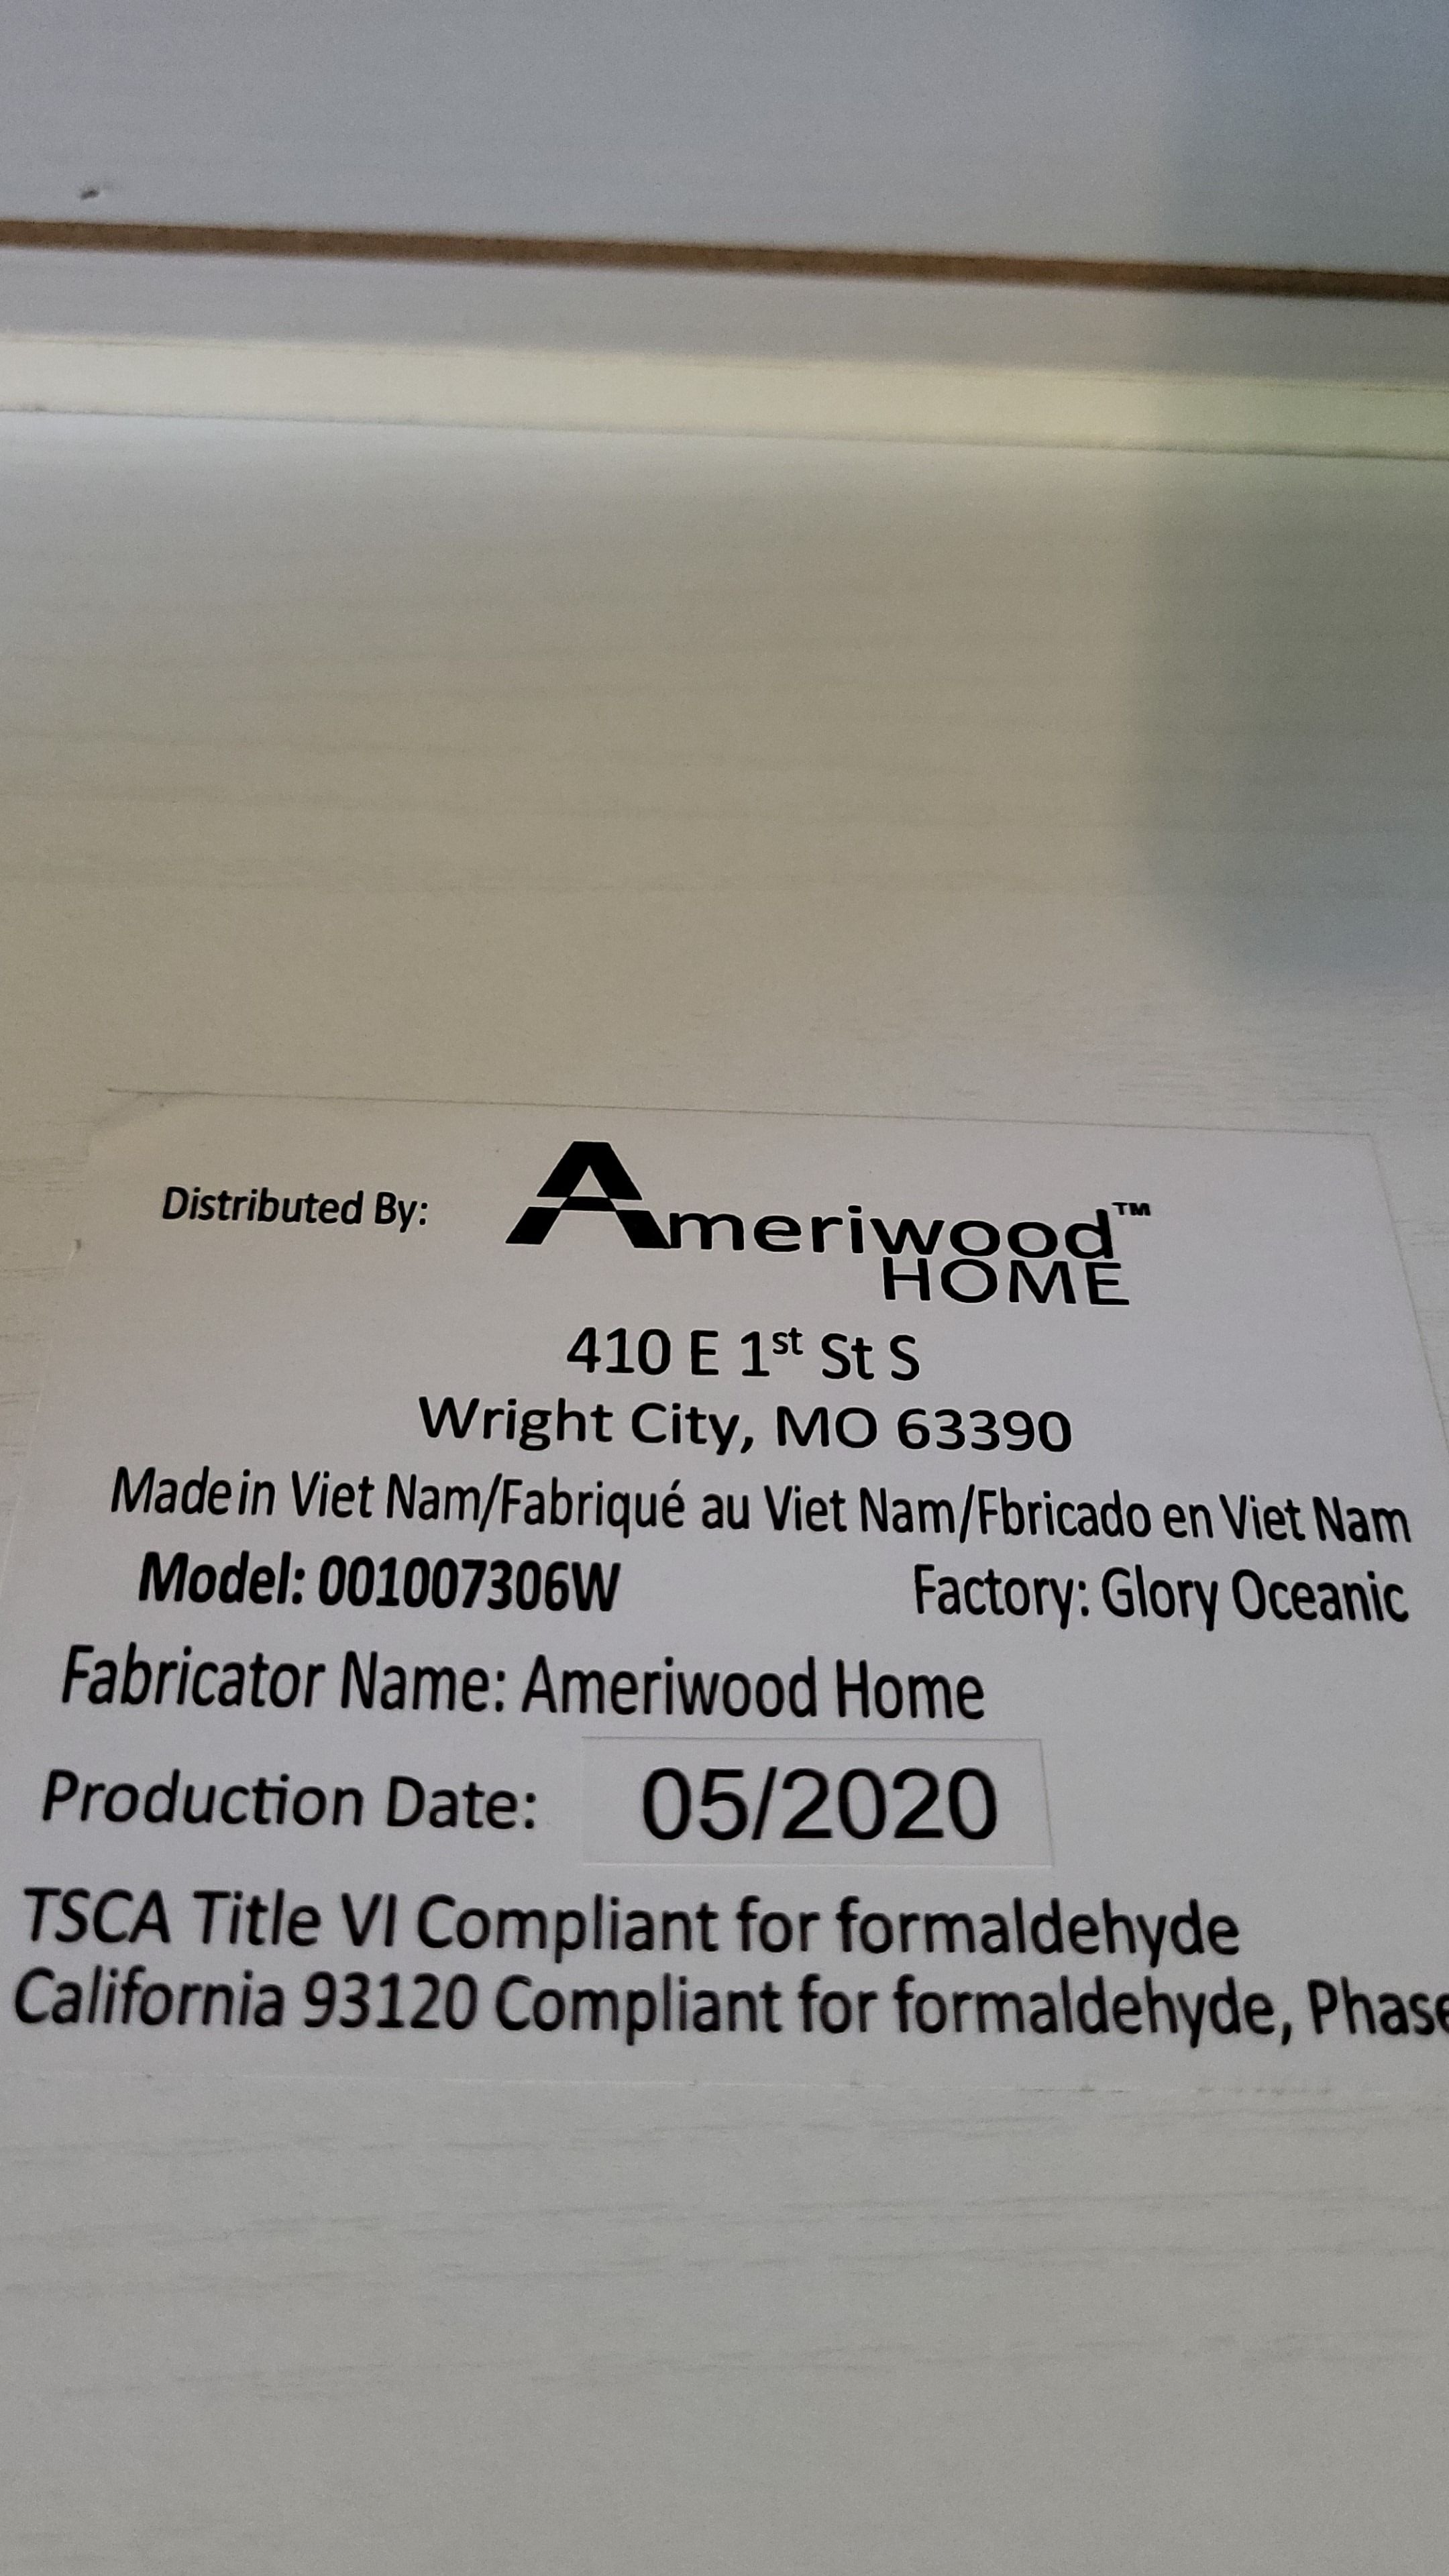 Distributed By: Ameriwood™
HOME
410 E 1st St S
Wright City, MO 63390
Made in Viet Nam/Fabriqué au Viet Nam/Fbricado en Viet Nam
Model: 001007306W Factory: Glory Oceanic
Fabricator Name: Ameriwood Home
Production Date: 05/2020
TSCA Title VI Compliant for formaldehyde
California 93120 Compliant for formaldehyde, Phase